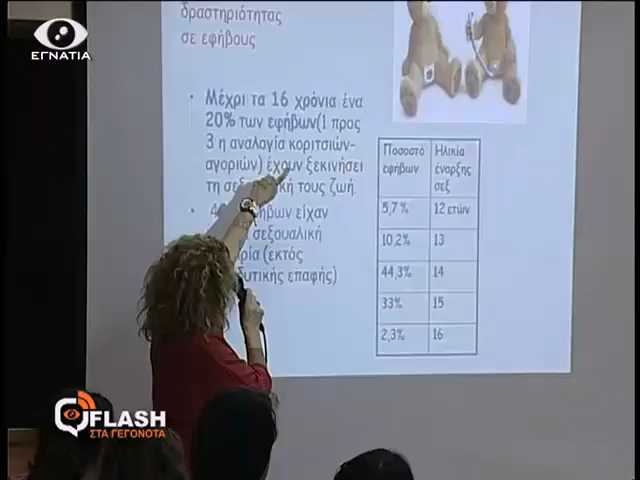 ΕΓΝΑΤΙΑ
δραστηριότητας
σε εφήβους
• Μέχρι τα 16 χρόνια ένα
20% των εφήβων(1 προς
3 η αναλογία κοριτσιών-
αγοριών) έχουν ξεκινήσει
τη τους ζωή.
• είχαν
σεξουαλική
(εκτός
επαφής)
Ποσοστό εφήβων Ηλικία έναρξης σεξ
5,7% 12 ετών
10,2% 13
44,3% 14
33% 15
2,3% 16
FLASH
ΣΤΑ ΓΕΓΟΝΟΤΑ